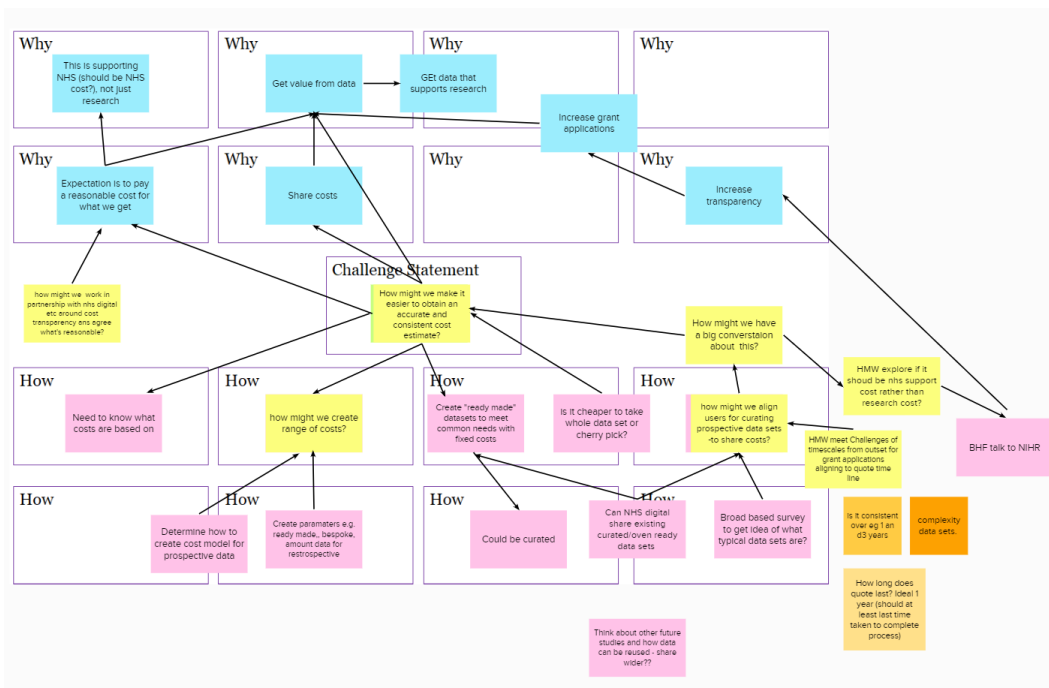 Why
Why
Why
Why
This is supporting
NHS (should be NHS
cost?), not just
research
Get value from data
GEt data that
supports research
Increase grant
applications
Why
Why
Why
Why
Expectation is to pay
a reasonable cost for
what we get
Share costs
Increase
transparency
Challenge Statement
how might we work in
partnership with nhs digital
etc around cost
transparency ans agree
what's reasonable?
How might we make it
easier to obtain an
accurate and
consistent cost
estimate?
How might we have
a big converstaion
about this?
How
How
How
How
HMW explore if it
shoud be nhs support
cost rather than
research cost?
Need to know what
costs are based on
how might we create
range of costs?
Create "ready made"
datasets to meet
common needs with
fixed costs
Is it cheaper to take
whole data set or
cherry pick?
how might we align
users for curating
prospective data sets
-to share costs?
HMW meet Challenges of
timescales from outset for
grant applications
aligning to quote time
line
BHF talk to NIHR
How
How
How
How
Determine how to
create cost model for
prospective data
Create paramaters e.g.
ready made,, bespoke,
amount data for
restrospective
Could be curated
Can NHS digital
share existing
curated/oven ready
data sets
Broad based survey
to get idea of what
typical data sets are?
Is it consistent
over eg 1 an
d3 years
complexity
data sets.
How long does
quote last? Ideal 1
year (should at
least last time
taken to complete
process)
Think about other future
studies and how data
can be reused - share
wider??